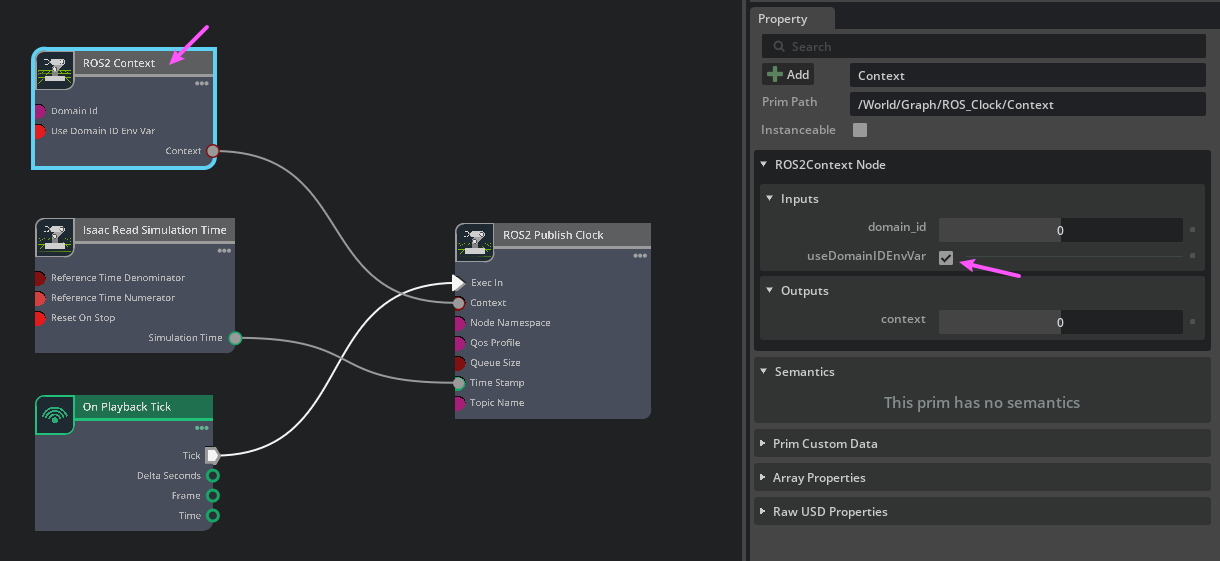 ROS2 Context
Domain Id
Use Domain ID Env Var
Context
Isaac Read Simulation Time
Reference Time Denominator
Reference Time Numerator
Reset On Stop
Simulation Time
On Playback Tick
Tick
Delta Seconds
Frame
Time
ROS2 Publish Clock
Exec In
Context
Node Namespace
Qos Profile
Queue Size
Time Stamp
Topic Name
Property
Search
Add Context
Prim Path /World/Graph/ROS_Clock/Context
Instanceable
ROS2Context Node
Inputs
domain_id 0
useDomainIDEnvVar
Outputs
context 0
Semantics
This prim has no semantics
Prim Custom Data
Array Properties
Raw USD Properties